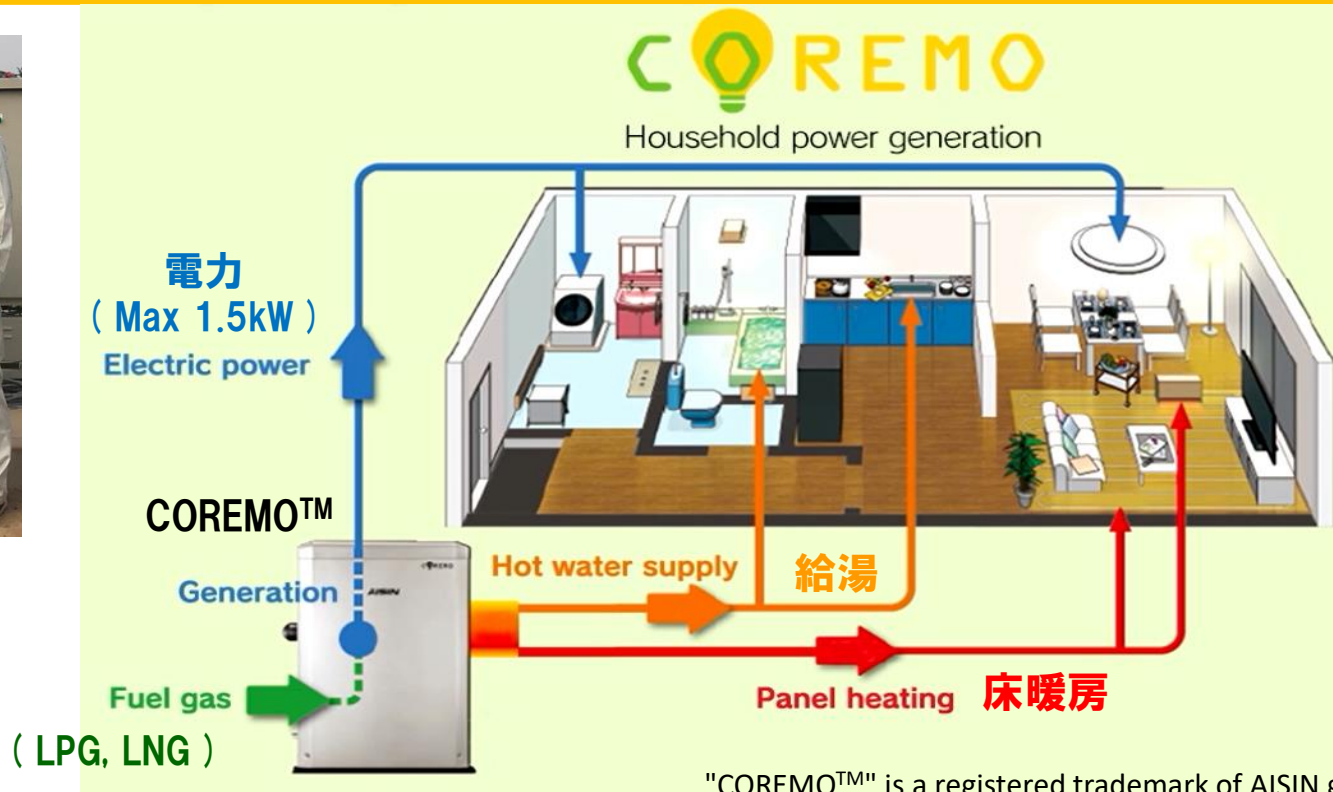 COREMO
Household power generation
電力
( Max 1.5kW )
Electric power
COREMO™
COREMO
AISIN
Generation
Hot water supply
給湯
Fuel gas
Panel heating
床暖房
( LPG, LNG )
"COREMO™" is a registered trademark of AISIN g